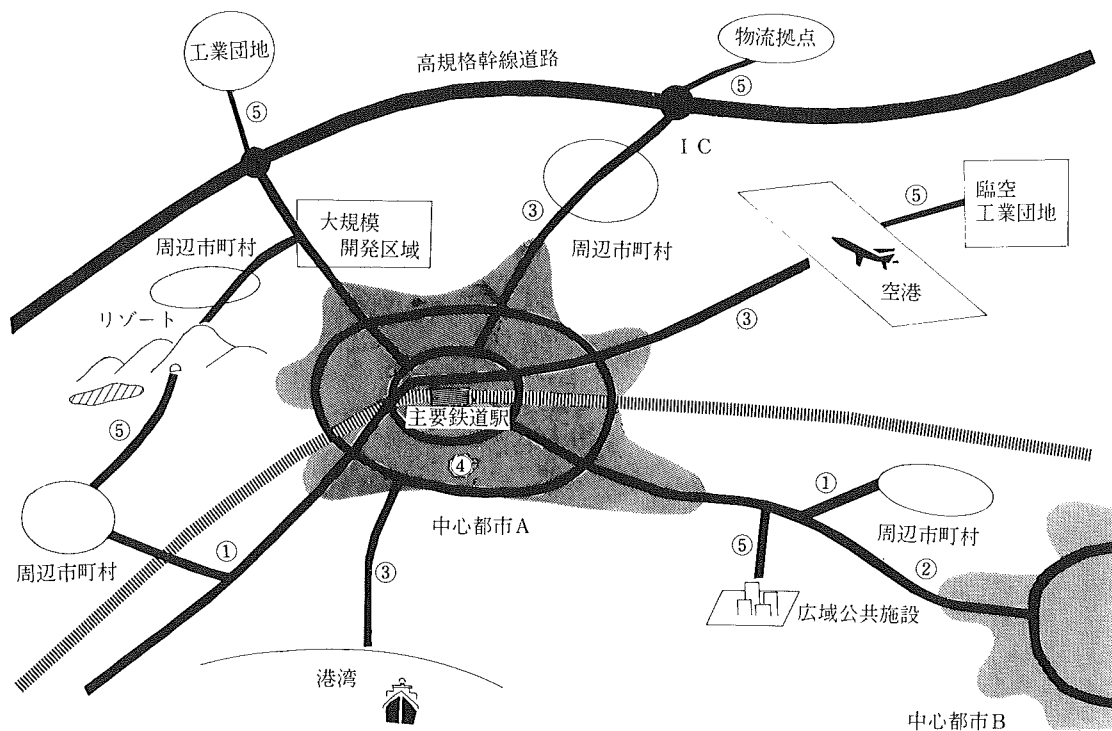 工業団地
物流拠点
高規格幹線道路
⑤
⑤
ＩＣ
臨空
工業団地
⑤
大規模
開発区域
③
周辺市町村
周辺市町村
空港
リゾート
③
主要鉄道駅
⑤
④
①
中心都市A
周辺市町村
①
⑤
②
周辺市町村
③
広域公共施設
港湾
中心都市B